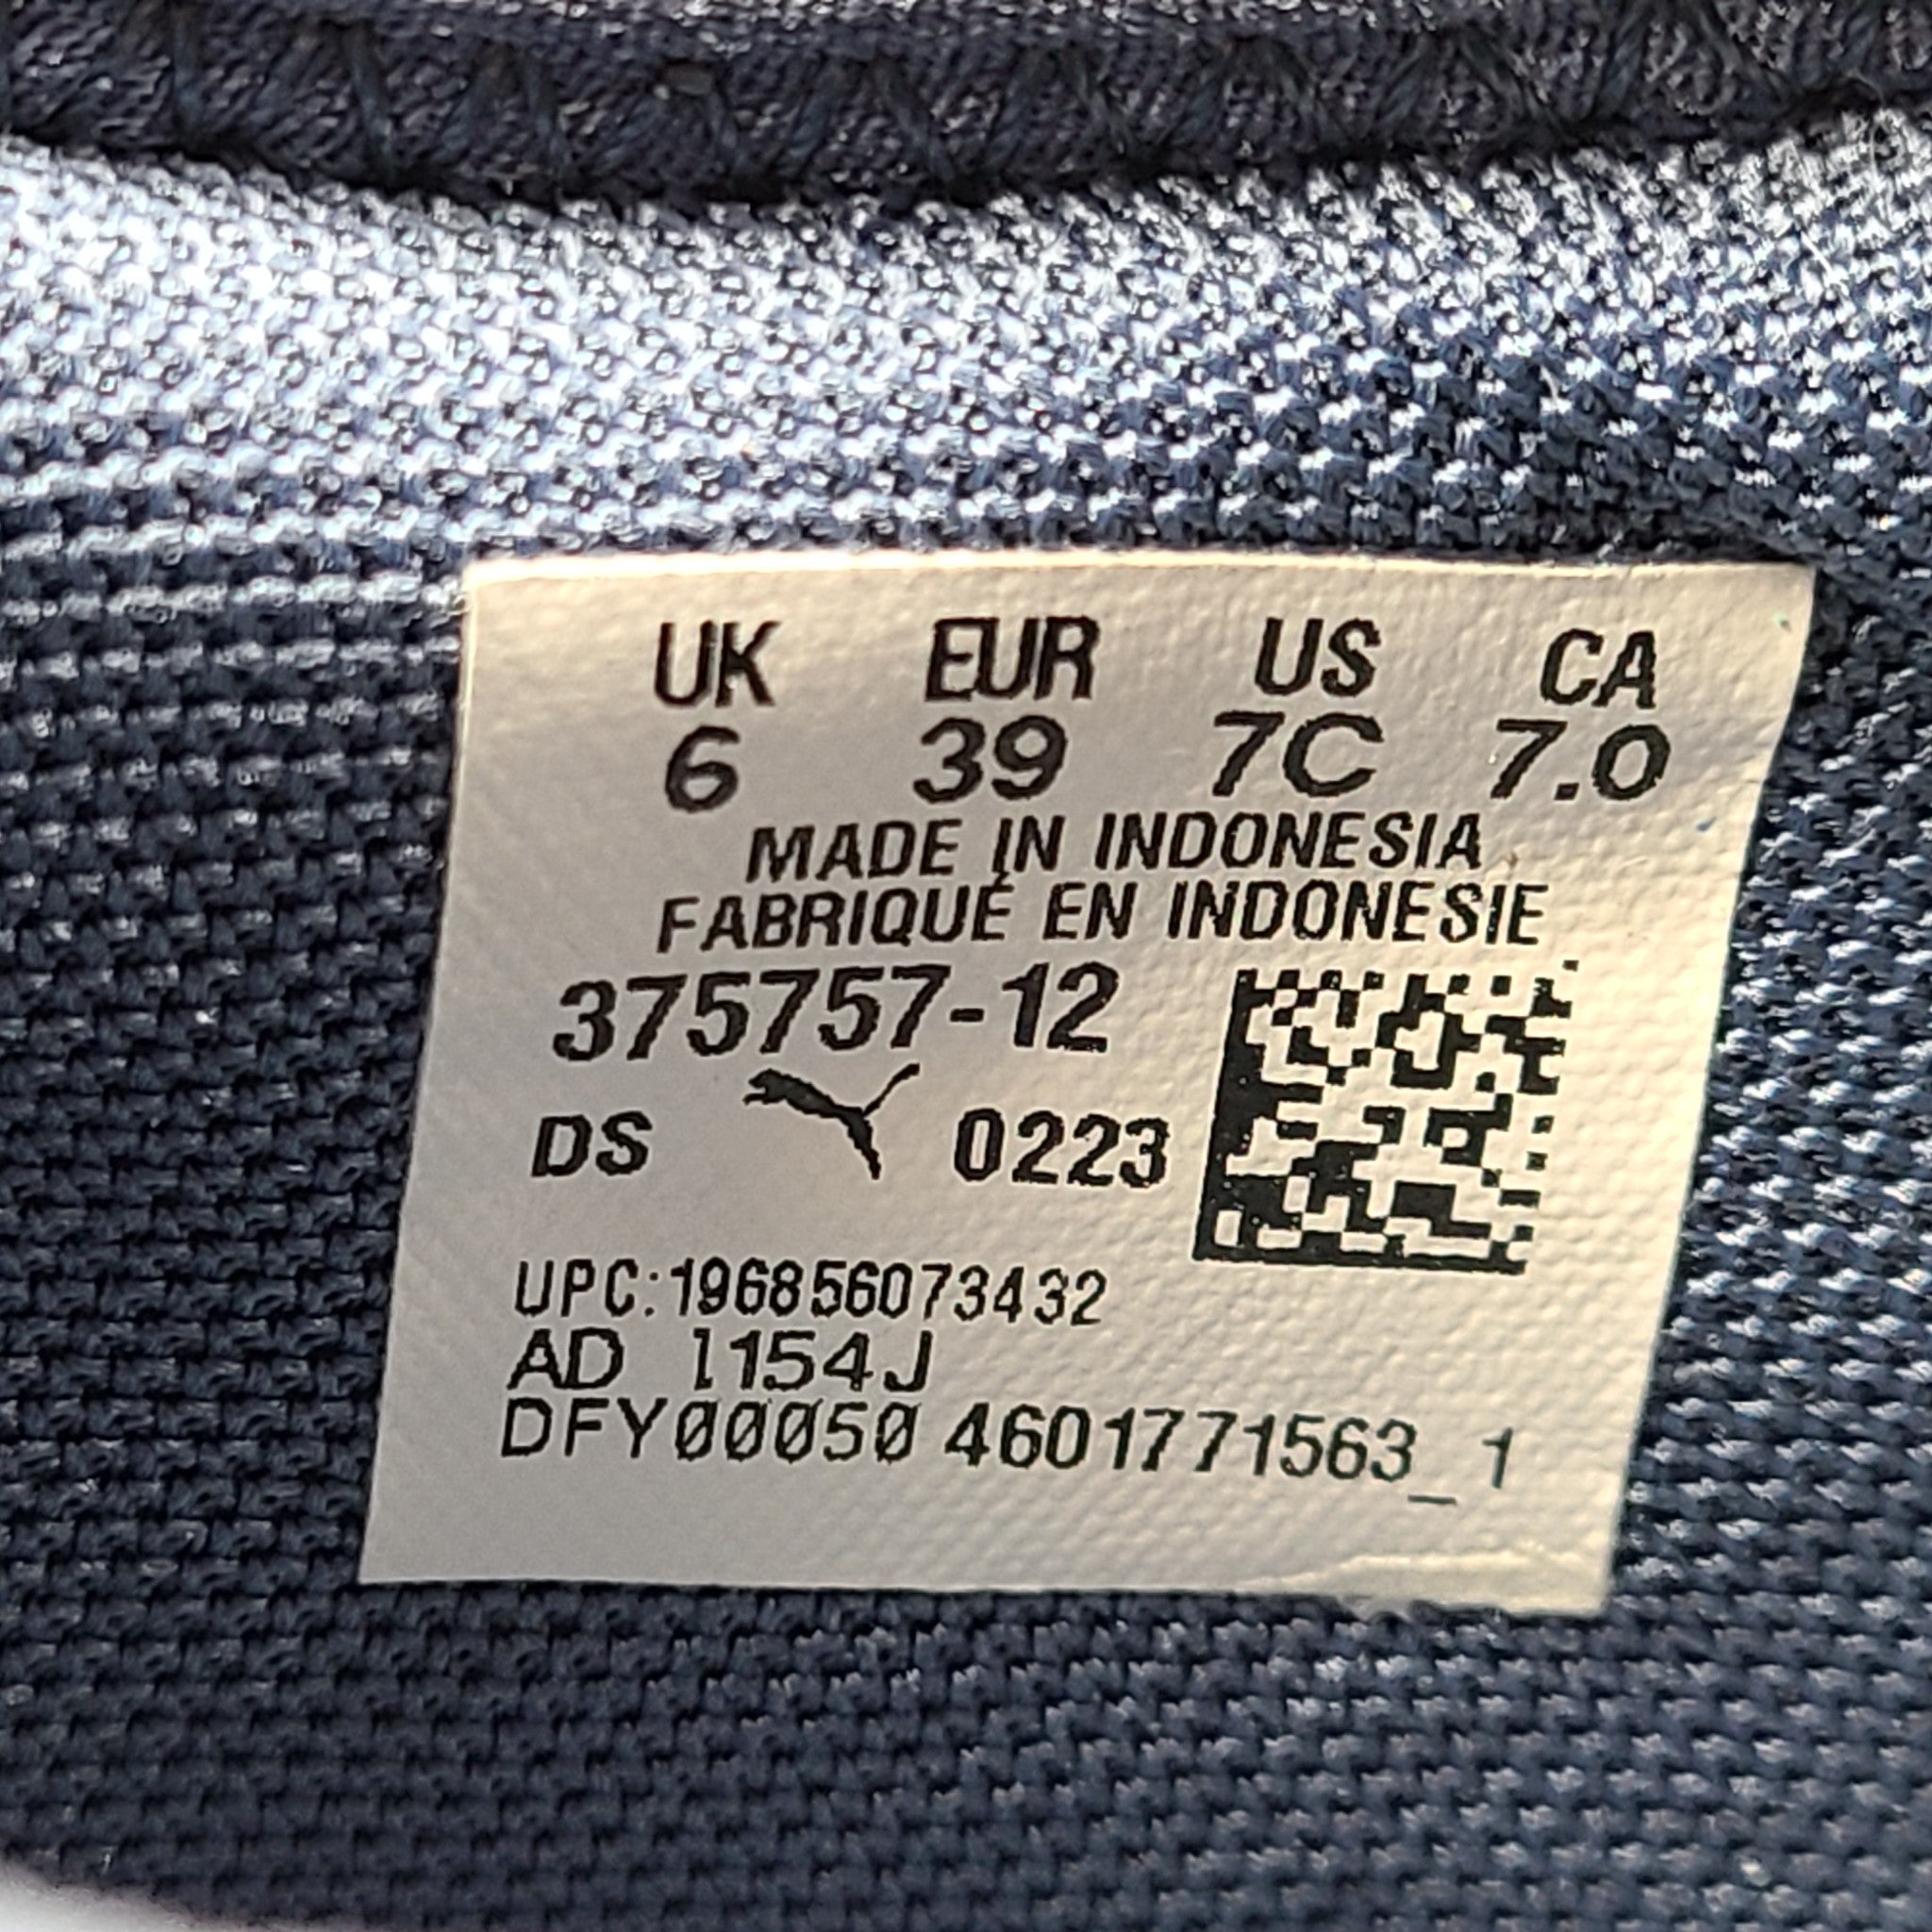 UK EUR US CA
6 39 7C 7.0
MADE IN INDONESIA
FABRIQUÉ EN INDONESIE
375757-12
DS 0223
UPC:196856073432
AD 1154J
DFY00050 4601771563_1